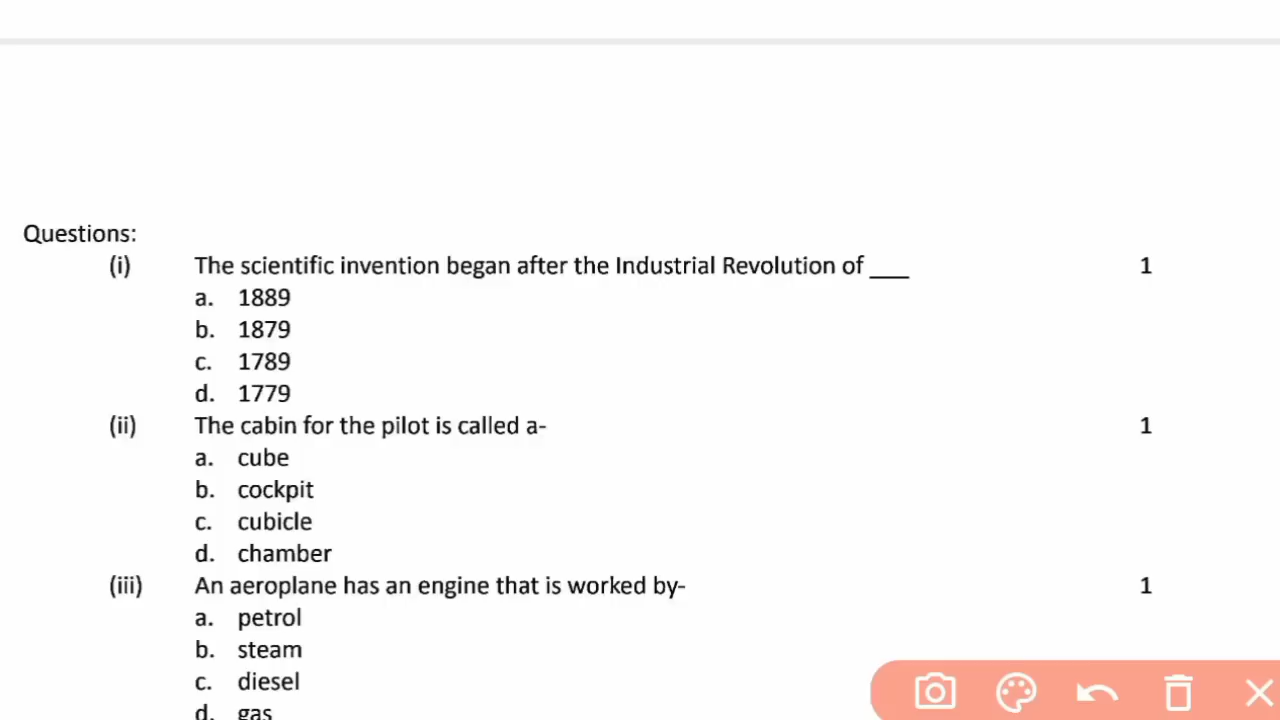 Questions:
(i) The scientific invention began after the Industrial Revolution of ___ 1
a. 1889
b. 1879
c. 1789
d. 1779
(ii) The cabin for the pilot is called a- 1
a. cube
b. cockpit
c. cubicle
d. chamber
(iii) An aeroplane has an engine that is worked by- 1
a. petrol
b. steam
c. diesel
d. gas